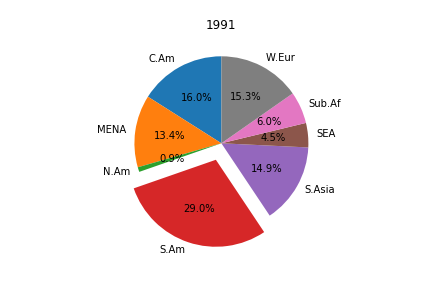 1991
C.Am
16.0%
MENA
13.4%
N.Am
0.9%
S.Am
29.0%
S.Asia
14.9%
SEA
4.5%
Sub.Af
6.0%
W.Eur
15.3%